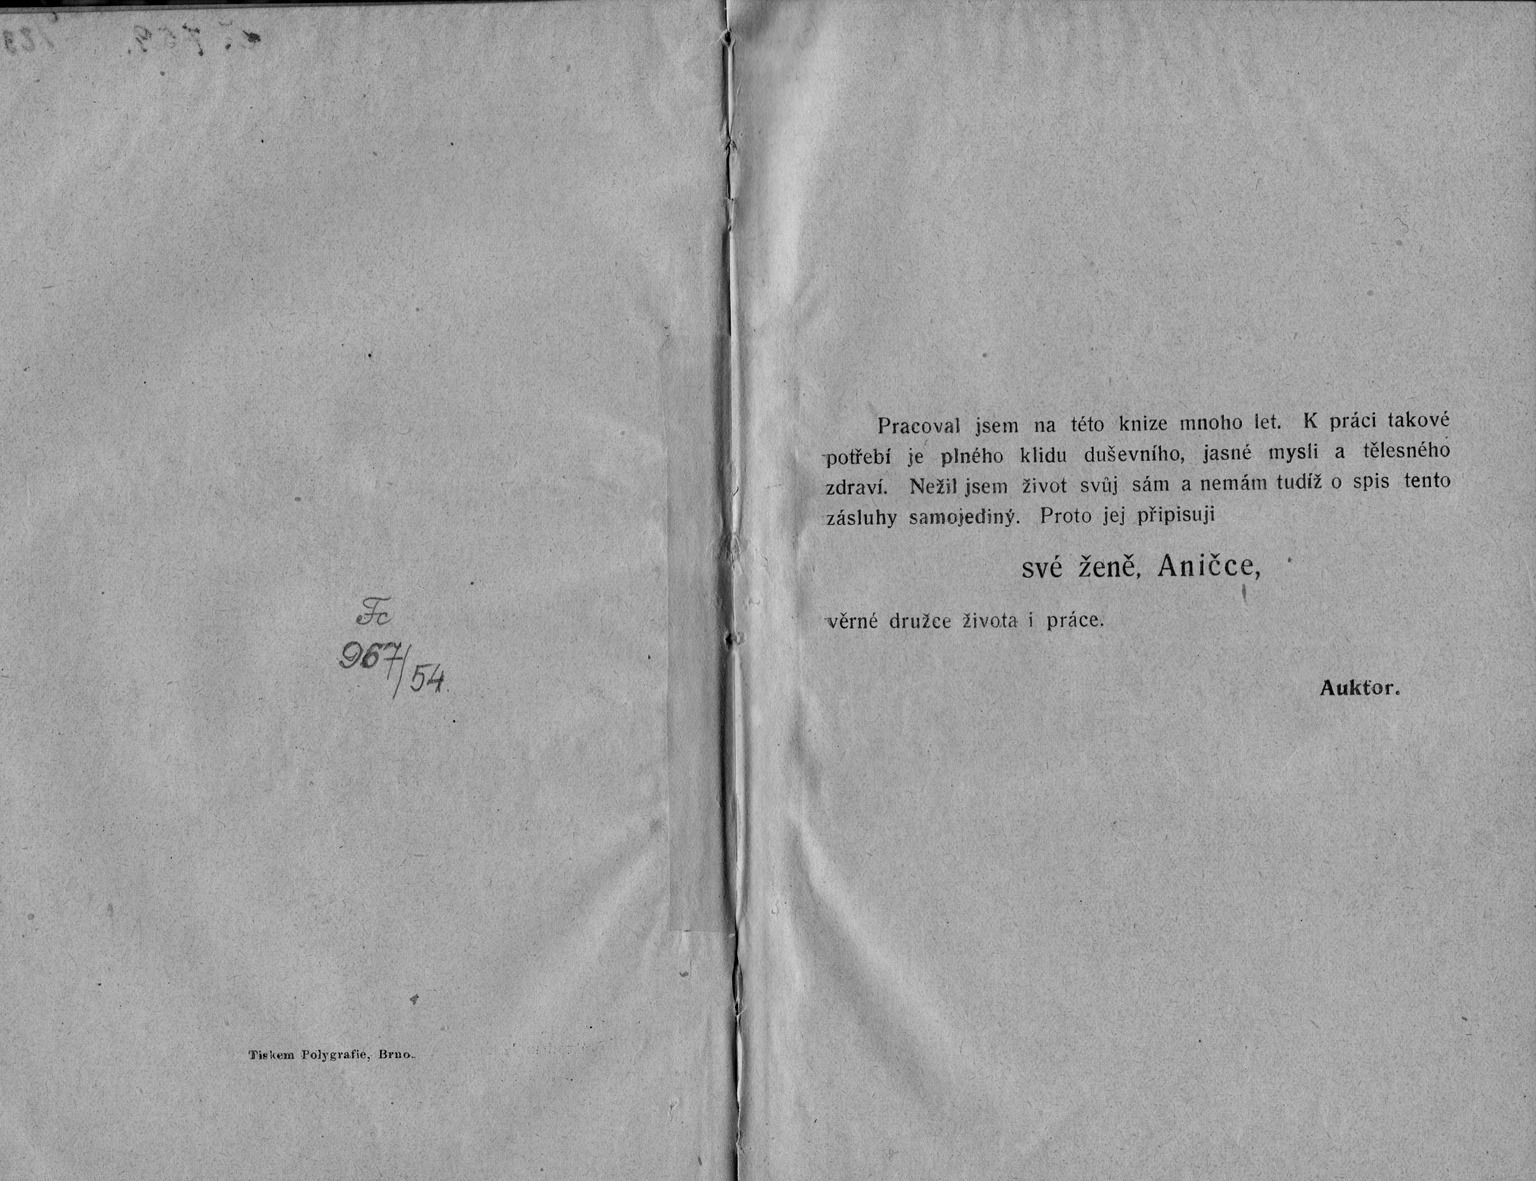 Fc
967/54
Tiskem Polygrafie, Brno.
Pracoval jsem na této knize mnoho let. K práci takové
potřebí je plného klidu duševního, jasné mysli a tělesného
zdraví. Nežil jsem život svůj sám a nemám tudíž o spis tento
zásluhy samojediný. Proto jej připisuji
své ženě, Aničce,
věrné družce života i práce.
Auktor.